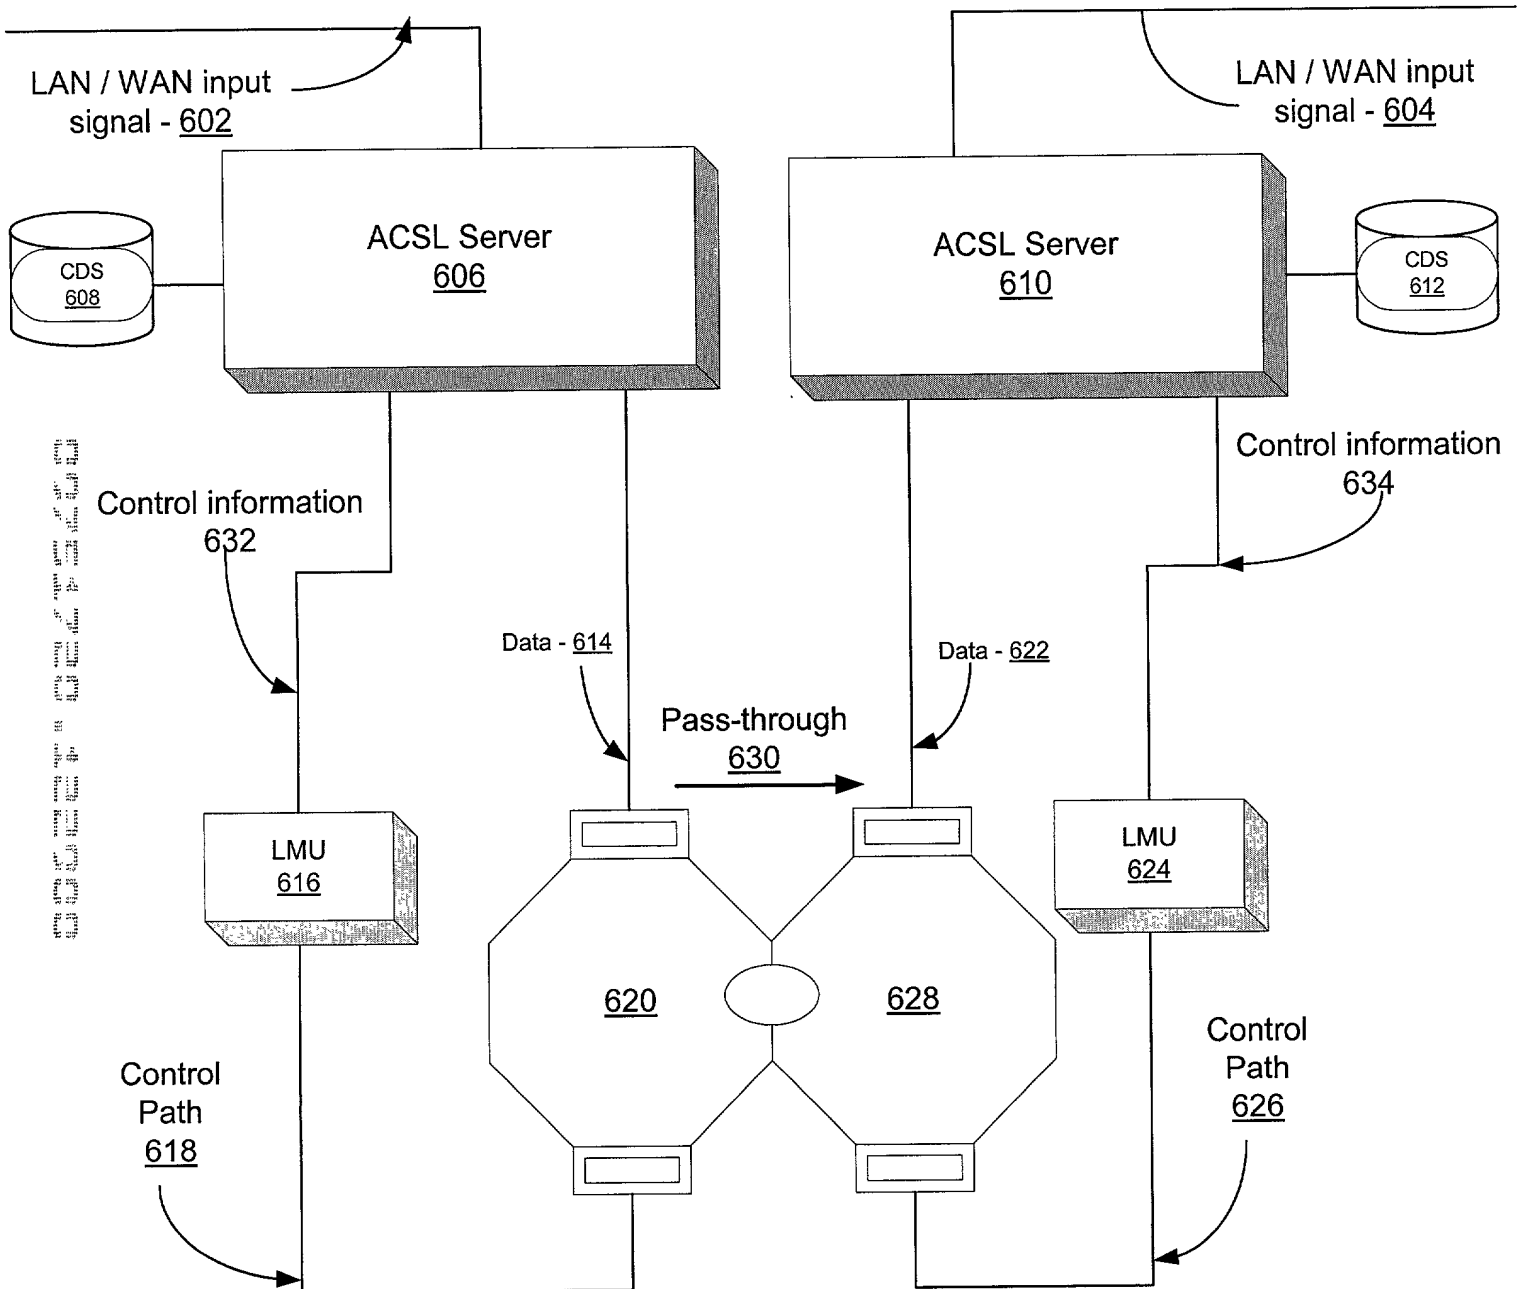 LAN / WAN input
signal - 602
LAN / WAN input
signal - 604
ACSL Server
606
ACSL Server
610
CDS
608
CDS
612
Control information
632
Control information
634
Data - 614
Data - 622
Pass-through
630
LMU
616
LMU
624
620
628
Control
Path
618
Control
Path
626